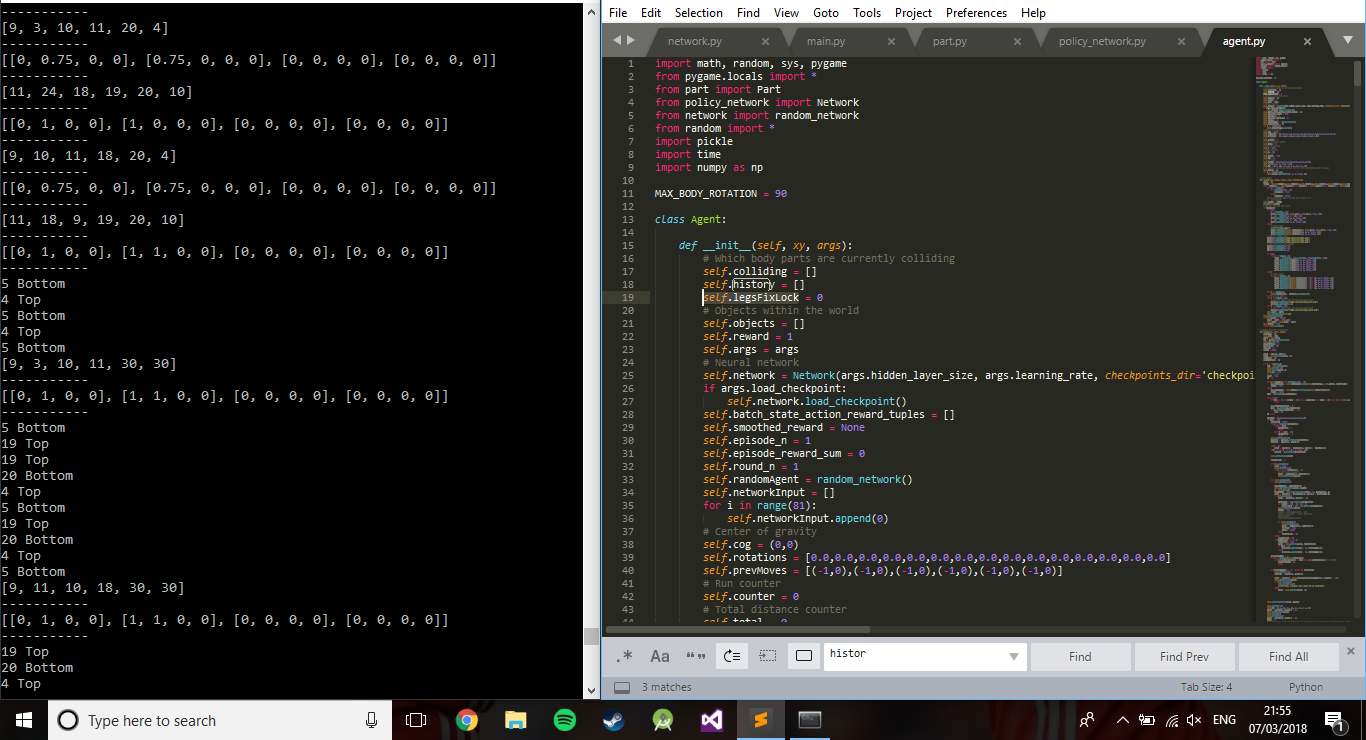 ------------
[9, 3, 10, 11, 20, 4]
-----------
[[0, 0.75, 0, 0], [0.75, 0, 0, 0], [0, 0, 0, 0], [0, 0, 0, 0]]
-----------
[11, 24, 18, 19, 20, 10]
-----------
[[0, 1, 0, 0], [1, 0, 0, 0], [0, 0, 0, 0], [0, 0, 0, 0]]
-----------
[9, 10, 11, 18, 20, 4]
-----------
[[0, 0.75, 0, 0], [0.75, 0, 0, 0], [0, 0, 0, 0], [0, 0, 0, 0]]
-----------
[11, 18, 9, 19, 20, 10]
-----------
[[0, 1, 0, 0], [1, 1, 0, 0], [0, 0, 0, 0], [0, 0, 0, 0]]
-----------
5 Bottom
4 Top
5 Bottom
4 Top
5 Bottom
[9, 3, 10, 11, 30, 30]
-----------
[[0, 1, 0, 0], [1, 1, 0, 0], [0, 0, 0, 0], [0, 0, 0, 0]]
-----------
5 Bottom
19 Top
19 Top
20 Bottom
4 Top
5 Bottom
19 Top
20 Bottom
4 Top
5 Bottom
[9, 11, 10, 18, 30, 30]
-----------
[[0, 1, 0, 0], [1, 1, 0, 0], [0, 0, 0, 0], [0, 0, 0, 0]]
-----------
19 Top
20 Bottom
4 Top
File Edit Selection Find View Goto Tools Project Preferences Help
network.py × main.py × part.py × policy_network.py × agent.py ×
1 import math, random, sys, pygame
2 from pygame.locals import *
3 from part import Part
4 from policy_network import Network
5 from network import random_network
6 from random import *
7 import pickle
8 import time
9 import numpy as np
10
11 MAX_BODY_ROTATION = 90
12
13 class Agent:
14
15 def __init__(self, xy, args):
16 # Which body parts are currently colliding
17 self.colliding = []
18 self.history = []
19 self.legsFixLock = 0
20 # Objects within the world
21 self.objects = []
22 self.reward = 1
23 self.args = args
24 # Neural network
25 self.network = Network(args.hidden_layer_size, args.learning_rate, checkpoints_dir='checkpoi
26 if args.load_checkpoint:
27 self.network.load_checkpoint()
28 self.batch_state_action_reward_tuples = []
29 self.smoothed_reward = None
30 self.episode_n = 1
31 self.episode_reward_sum = 0
32 self.round_n = 1
33 self.randomAgent = random_network()
34 self.networkInput = []
35 for i in range(81):
36 self.networkInput.append(0)
37 # Center of gravity
38 self.cog = (0,0)
39 self.rotations = [0.0,0.0,0.0,0.0,0.0,0.0,0.0,0.0,0.0,0.0,0.0,0.0,0.0,0.0,0.0]
40 self.prevMoves = [(-1,0),(-1,0),(-1,0),(-1,0),(-1,0),(-1,0)]
41 # Run counter
42 self.counter = 0
43 # Total distance counter
44 self.total = 0
.* Aa “” histor Find Find Prev Find All ×
3 matches Tab Size: 4 Python
Type here to search ENG 21:55
07/03/2018
1